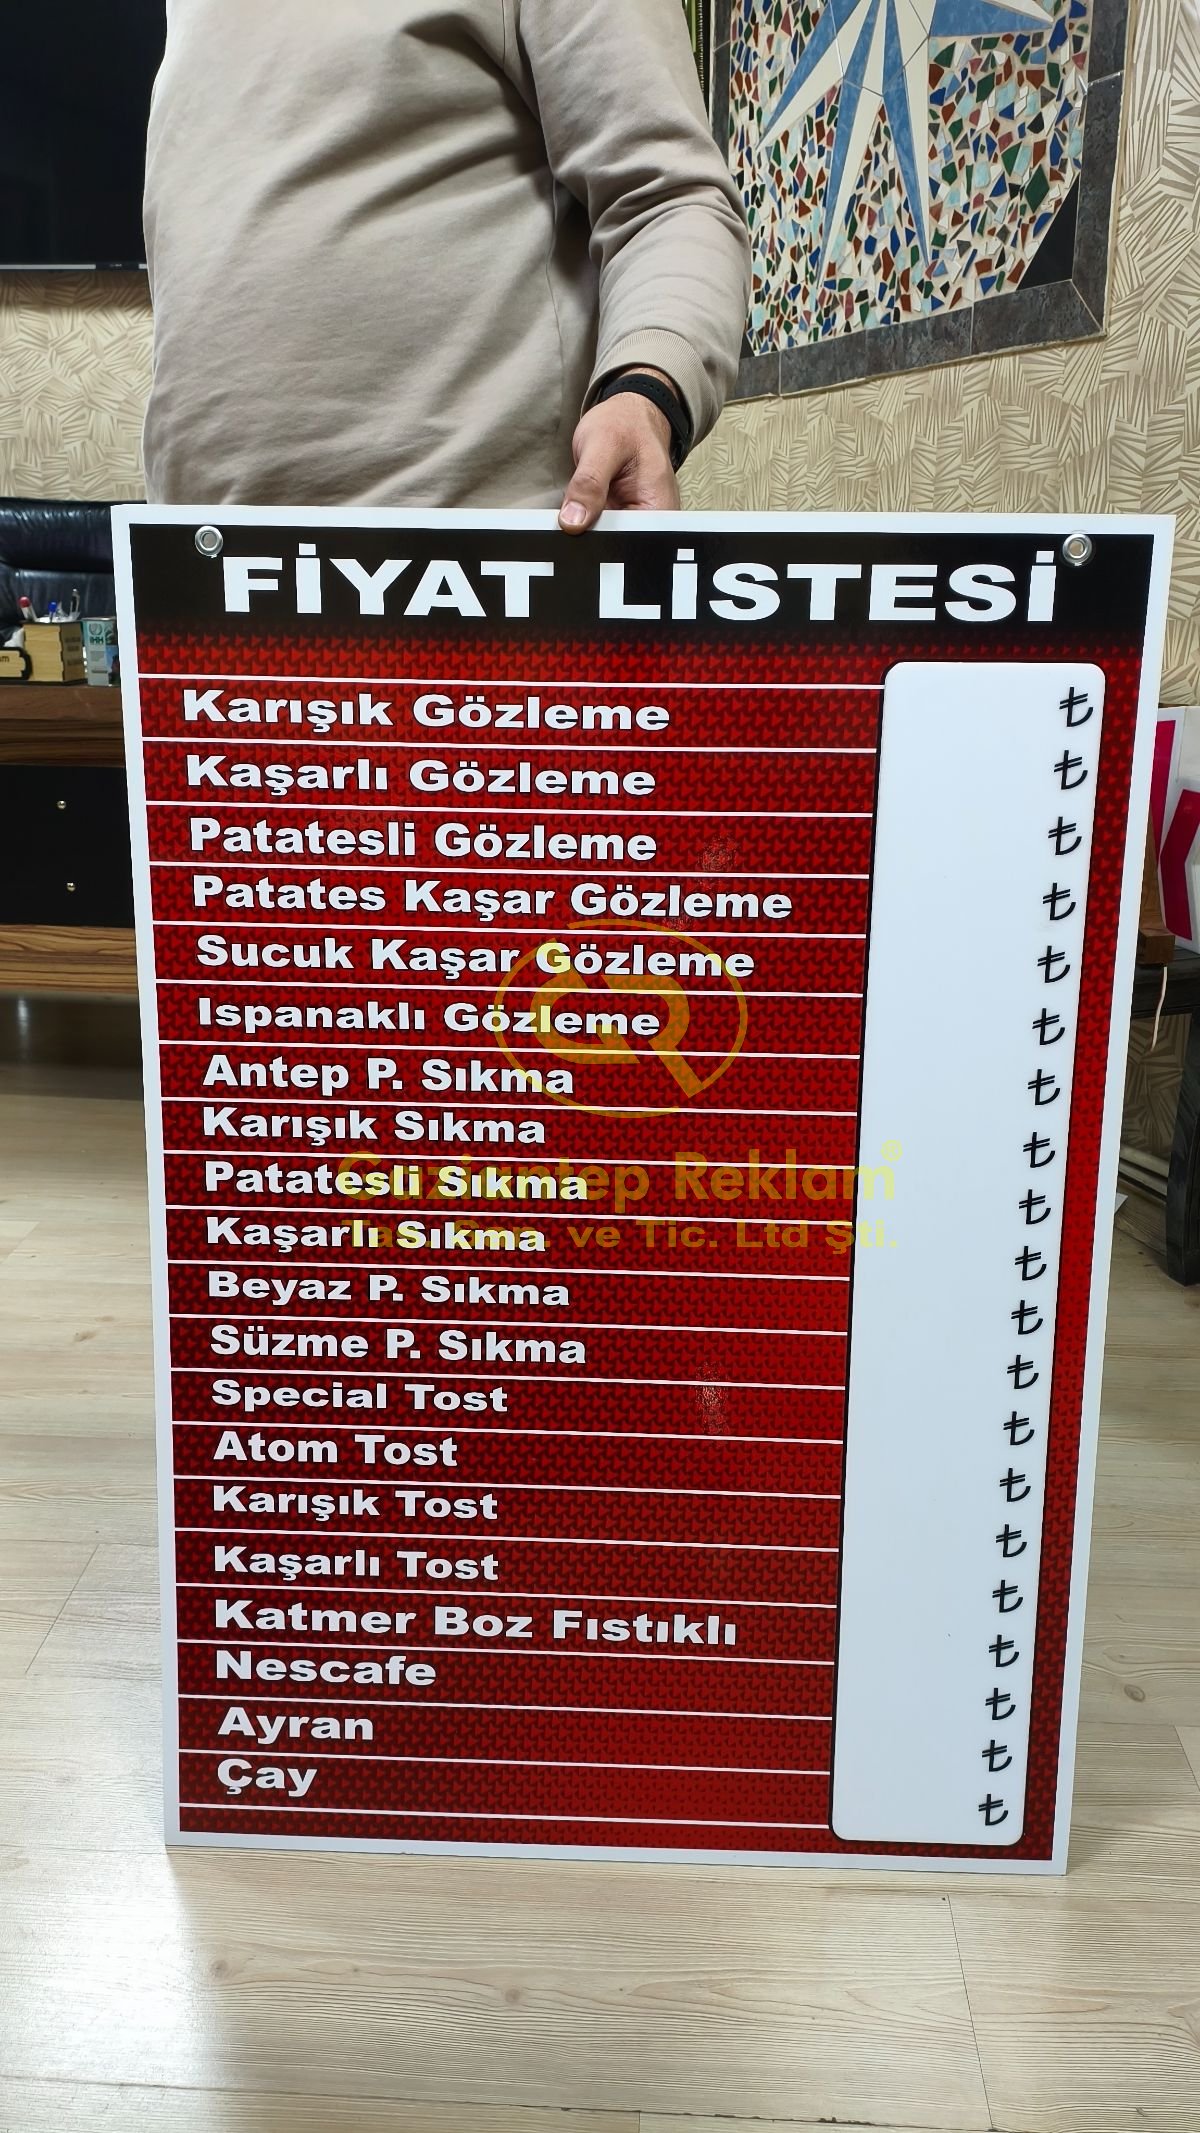 FİYAT LİSTESİ
Karışık Gözleme ₺
Kaşarlı Gözleme ₺
Patatesli Gözleme ₺
Patates Kaşar Gözleme ₺
Sucuk Kaşar Gözleme ₺
Ispanaklı Gözleme ₺
Antep P. Sıkma ₺
Karışık Sıkma ₺
Patatesli Sıkma ₺
Kaşarlı Sıkma ₺
Beyaz P. Sıkma ₺
Süzme P. Sıkma ₺
Special Tost ₺
Atom Tost ₺
Karışık Tost ₺
Kaşarlı Tost ₺
Katmer Boz Fıstıklı ₺
Nescafe ₺
Ayran ₺
Çay ₺
Gaziantep Reklam®
San. ve Tic. Ltd Şti.